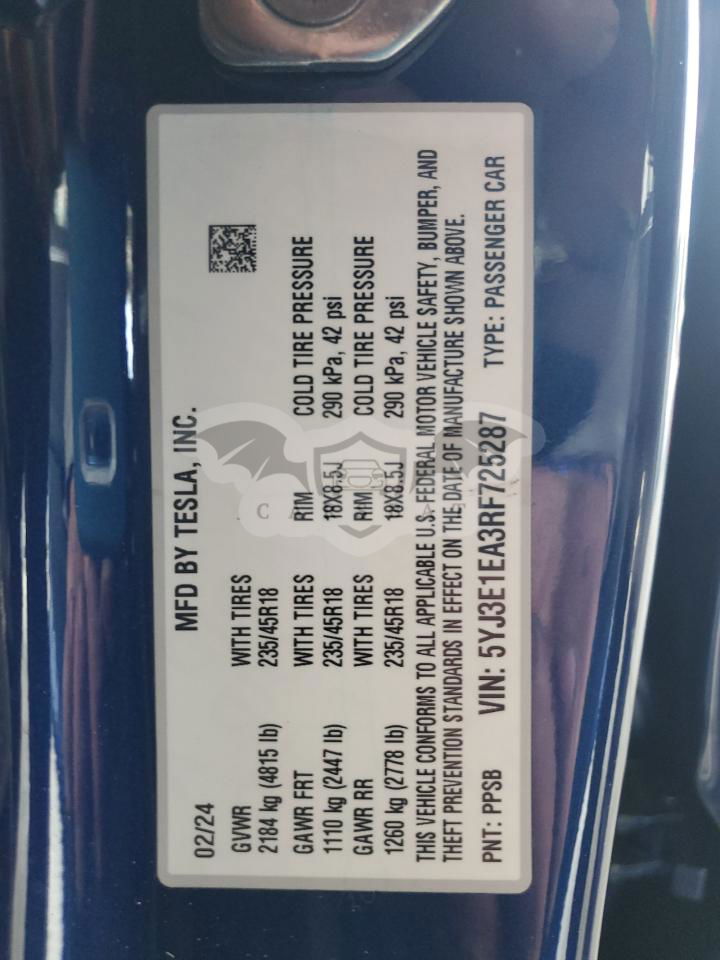 MFD BY TESLA, INC.
02/24
GVWR WITH TIRES
2184 kg (4815 lb) 235/45R18
GAWR FRT WITH TIRES RIM COLD TIRE PRESSURE
1110 kg (2447 lb) 235/45R18 18X8.5J 290 kPa, 42 psi
GAWR RR WITH TIRES RIM COLD TIRE PRESSURE
1260 kg (2778 lb) 235/45R18 18X8.5J 290 kPa, 42 psi
THIS VEHICLE CONFORMS TO ALL APPLICABLE U.S. FEDERAL MOTOR VEHICLE SAFETY, BUMPER, AND
THEFT PREVENTION STANDARDS IN EFFECT ON THE DATE OF MANUFACTURE SHOWN ABOVE.
PNT: PPSB VIN: 5YJ3E1EA3RF725287 TYPE: PASSENGER CAR